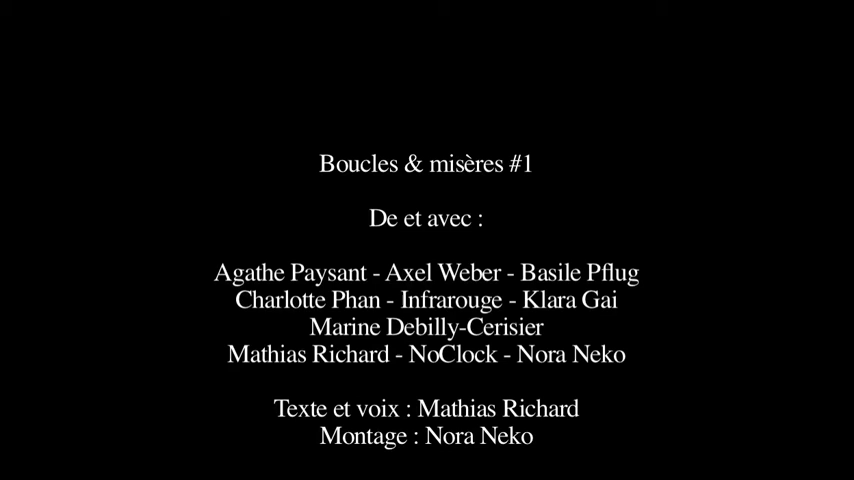 Boucles & misères #1
De et avec :
Agathe Paysant - Axel Weber - Basile Pflug
Charlotte Phan - Infrarouge - Klara Gai
Marine Debilly-Cerisier
Mathias Richard - NoClock - Nora Neko
Texte et voix : Mathias Richard
Montage : Nora Neko